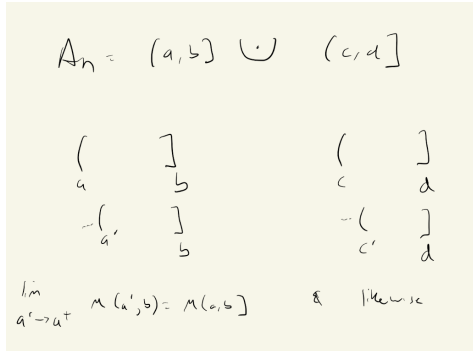 An = (a,b] ⊍ (c,d]
( ] ( ]
a b c d
--( ] --( ]
a' b c' d
lim a'→a⁺ M(a',b) = M(a,b] & likewise